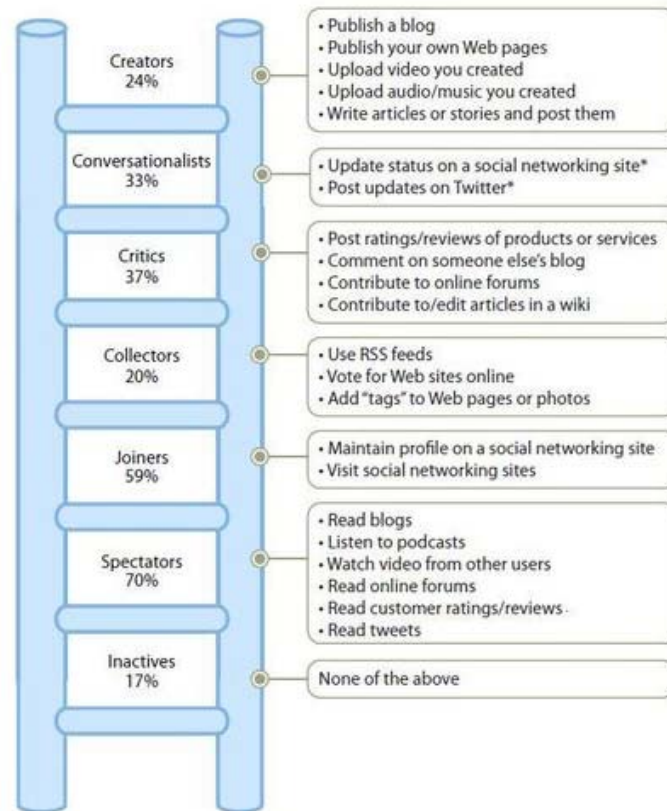 Creators
24%
• Publish a blog
• Publish your own Web pages
• Upload video you created
• Upload audio/music you created
• Write articles or stories and post them
Conversationalists
33%
• Update status on a social networking site*
• Post updates on Twitter*
Critics
37%
• Post ratings/reviews of products or services
• Comment on someone else's blog
• Contribute to online forums
• Contribute to/edit articles in a wiki
Collectors
20%
• Use RSS feeds
• Vote for Web sites online
• Add "tags" to Web pages or photos
Joiners
59%
• Maintain profile on a social networking site
• Visit social networking sites
Spectators
70%
• Read blogs
• Listen to podcasts
• Watch video from other users
• Read online forums
• Read customer ratings/reviews
• Read tweets
Inactives
17%
None of the above